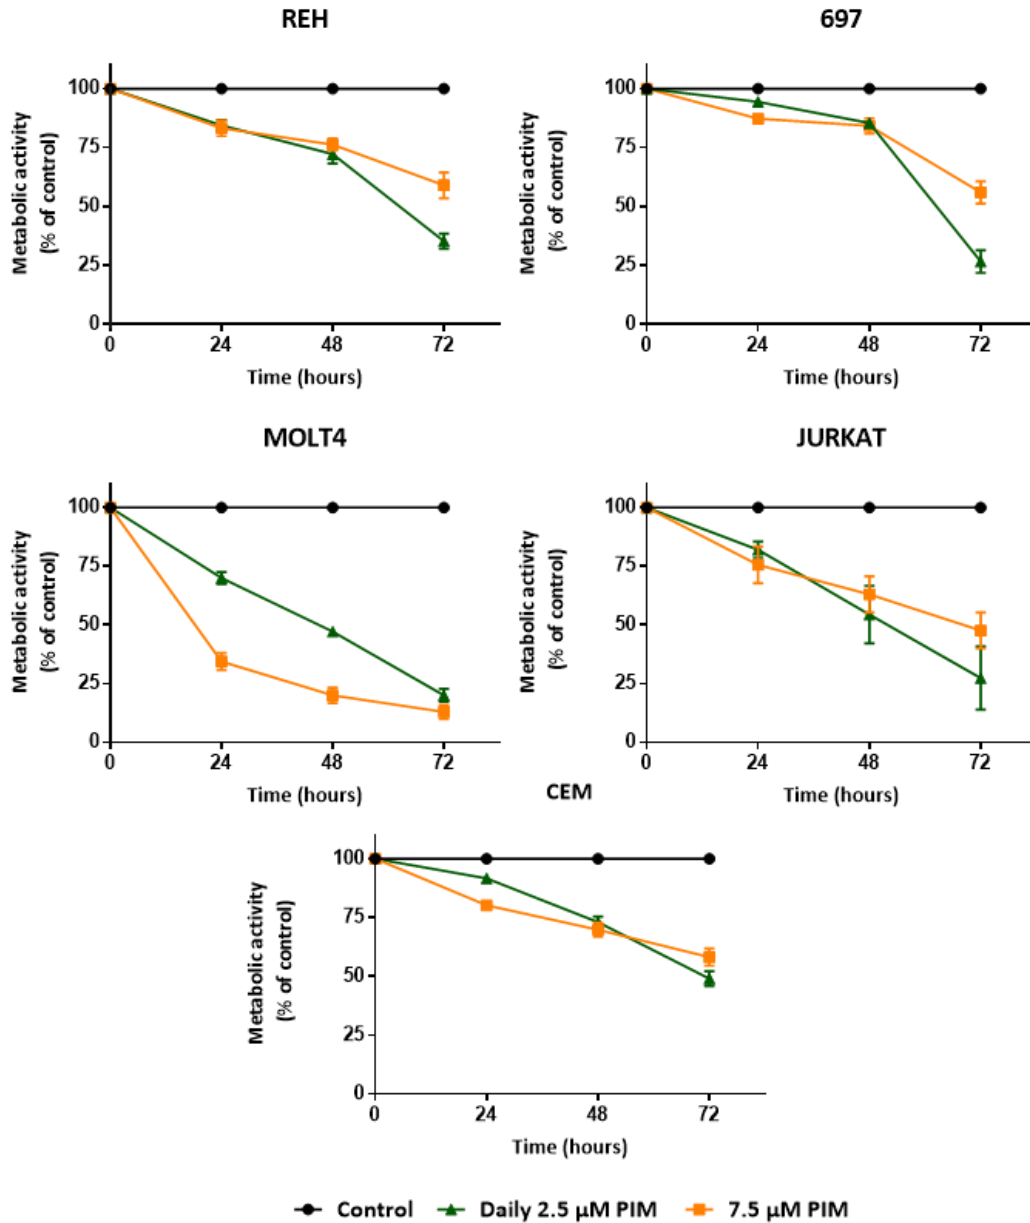 REH
697
100
75
50
25
0
Metabolic activity
(% of control)
0 24 48 72
Time (hours)
100
75
50
25
0
Metabolic activity
(% of control)
0 24 48 72
Time (hours)
MOLT4
JURKAT
100
75
50
25
0
Metabolic activity
(% of control)
0 24 48 72
Time (hours)
100
75
50
25
0
Metabolic activity
(% of control)
0 24 48 72
Time (hours)
CEM
100
75
50
25
0
Metabolic activity
(% of control)
0 24 48 72
Time (hours)
Control Daily 2.5 µM PIM 7.5 µM PIM